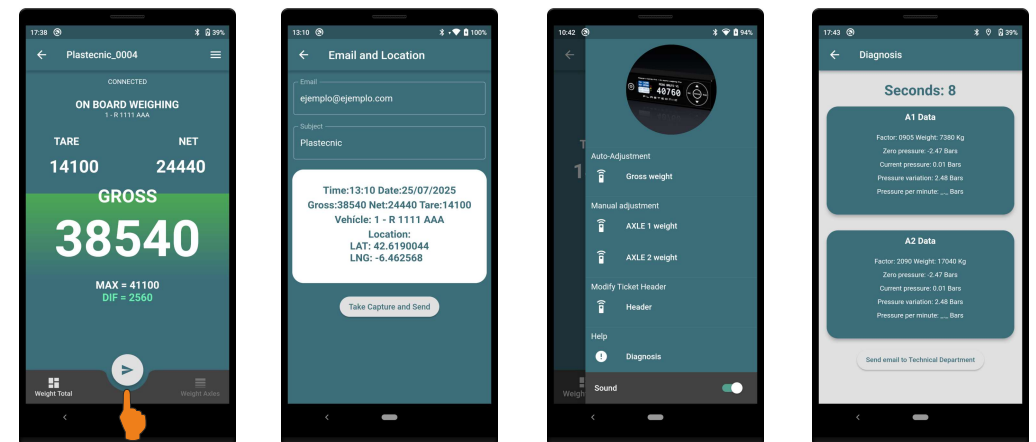 17:38
39%
Plastecnic_0004
CONNECTED
ON BOARD WEIGHING
1 - R 1111 AAA
TARE NET
14100 24440
GROSS
38540
MAX = 41100
DIF = 2560
Weight Total
Weight Axles
13:10
100%
Email and Location
Email
ejemplo@ejemplo.com
Subject
Plastecnic
Time:13:10 Date:25/07/2025
Gross:38540 Net:24440 Tare:14100
Vehícle: 1 - R 1111 AAA
Location:
LAT: 42.6190044
LNG: -6.462568
Take Capture and Send
10:42
94%
T
1
40760
Auto-Adjustment
Gross weight
Manual adjustment
AXLE 1 weight
AXLE 2 weight
Modify Ticket Header
Header
Help
Diagnosis
Sound
Weigh
17:43
39%
Diagnosis
Seconds: 8
A1 Data
Factor: 0905 Weight: 7380 Kg
Zero pressure: -2.47 Bars
Current pressure: 0.01 Bars
Pressure variation: 2.48 Bars
Pressure per minute: _._ Bars
A2 Data
Factor: 2090 Weight: 17040 Kg
Zero pressure: -2.47 Bars
Current pressure: 0.01 Bars
Pressure variation: 2.48 Bars
Pressure per minute: _._ Bars
Send email to Technical Department